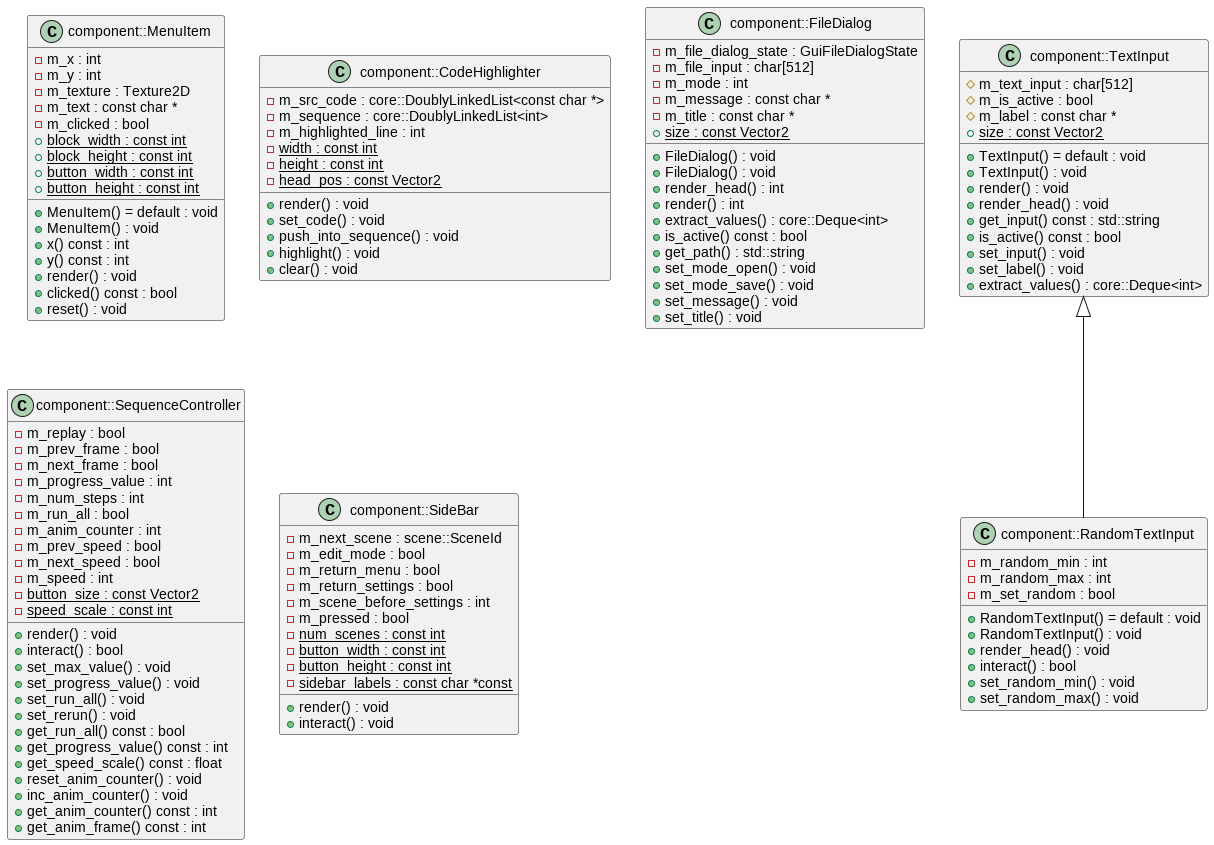 C component::MenuItem
m_x : int
m_y : int
m_texture : Texture2D
m_text : const char *
m_clicked : bool
block_width : const int
block_height : const int
button_width : const int
button_height : const int
MenuItem() = default : void
MenuItem() : void
x() const : int
y() const : int
render() : void
clicked() const : bool
reset() : void
C component::CodeHighlighter
m_src_code : core::DoublyLinkedList<const char *>
m_sequence : core::DoublyLinkedList<int>
m_highlighted_line : int
width : const int
height : const int
head_pos : const Vector2
render() : void
set_code() : void
push_into_sequence() : void
highlight() : void
clear() : void
C component::FileDialog
m_file_dialog_state : GuiFileDialogState
m_file_input : char[512]
m_mode : int
m_message : const char *
m_title : const char *
size : const Vector2
FileDialog() : void
FileDialog() : void
render_head() : int
render() : int
extract_values() : core::Deque<int>
is_active() const : bool
get_path() : std::string
set_mode_open() : void
set_mode_save() : void
set_message() : void
set_title() : void
C component::TextInput
m_text_input : char[512]
m_is_active : bool
m_label : const char *
size : const Vector2
TextInput() = default : void
TextInput() : void
render() : void
render_head() : void
get_input() const : std::string
is_active() const : bool
set_input() : void
set_label() : void
extract_values() : core::Deque<int>
C component::SequenceController
m_replay : bool
m_prev_frame : bool
m_next_frame : bool
m_progress_value : int
m_num_steps : int
m_run_all : bool
m_anim_counter : int
m_prev_speed : bool
m_next_speed : bool
m_speed : int
button_size : const Vector2
speed_scale : const int
render() : void
interact() : bool
set_max_value() : void
set_progress_value() : void
set_run_all() : void
set_rerun() : void
get_run_all() const : bool
get_progress_value() const : int
get_speed_scale() const : float
reset_anim_counter() : void
inc_anim_counter() : void
get_anim_counter() const : int
get_anim_frame() const : int
C component::SideBar
m_next_scene : scene::SceneId
m_edit_mode : bool
m_return_menu : bool
m_return_settings : bool
m_scene_before_settings : int
m_pressed : bool
num_scenes : const int
button_width : const int
button_height : const int
sidebar_labels : const char *const
render() : void
interact() : void
C component::RandomTextInput
m_random_min : int
m_random_max : int
m_set_random : bool
RandomTextInput() = default : void
RandomTextInput() : void
render_head() : void
interact() : bool
set_random_min() : void
set_random_max() : void